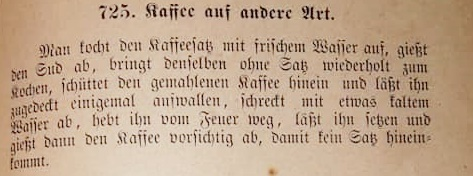 725. Kaffee auf andere Art.
Man kocht den Kaffeesatz mit frischem Wasser auf, gießt
den Sud ab, bringt denselben ohne Satz wiederholt zum
Kochen, schüttet den gemahlenen Kaffee hinein und läßt ihn
zugedeckt einigemal aufwallen, schreckt mit etwas kaltem
Wasser ab, hebt ihn vom Feuer weg, läßt ihn setzen und
gießt dann den Kaffee vorsichtig ab, damit kein Satz hinein-
kommt.